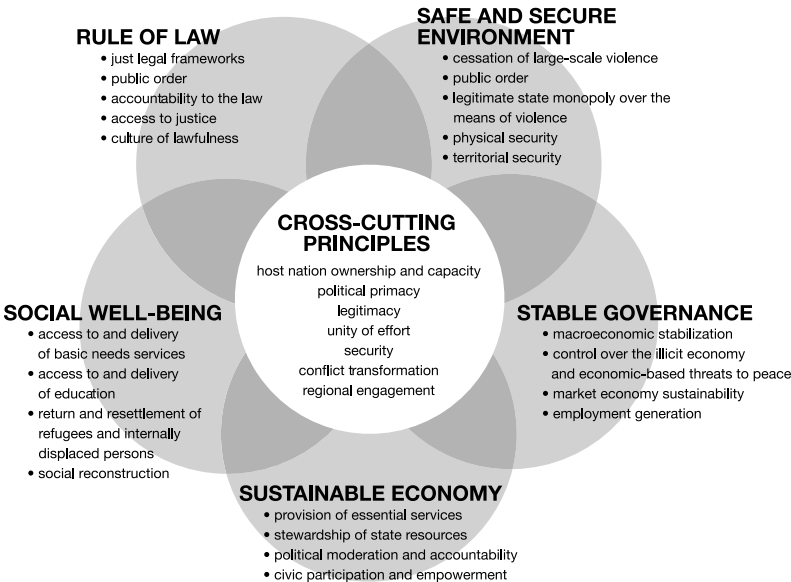 RULE OF LAW
• just legal frameworks
• public order
• accountability to the law
• access to justice
• culture of lawfulness
SAFE AND SECURE
ENVIRONMENT
• cessation of large-scale violence
• public order
• legitimate state monopoly over the
means of violence
• physical security
• territorial security
CROSS-CUTTING
PRINCIPLES
host nation ownership and capacity
political primacy
legitimacy
unity of effort
security
conflict transformation
regional engagement
SOCIAL WELL-BEING
• access to and delivery
of basic needs services
• access to and delivery
of education
• return and resettlement of
refugees and internally
displaced persons
• social reconstruction
STABLE GOVERNANCE
• macroeconomic stabilization
• control over the illicit economy
and economic-based threats to peace
• market economy sustainability
• employment generation
SUSTAINABLE ECONOMY
• provision of essential services
• stewardship of state resources
• political moderation and accountability
• civic participation and empowerment